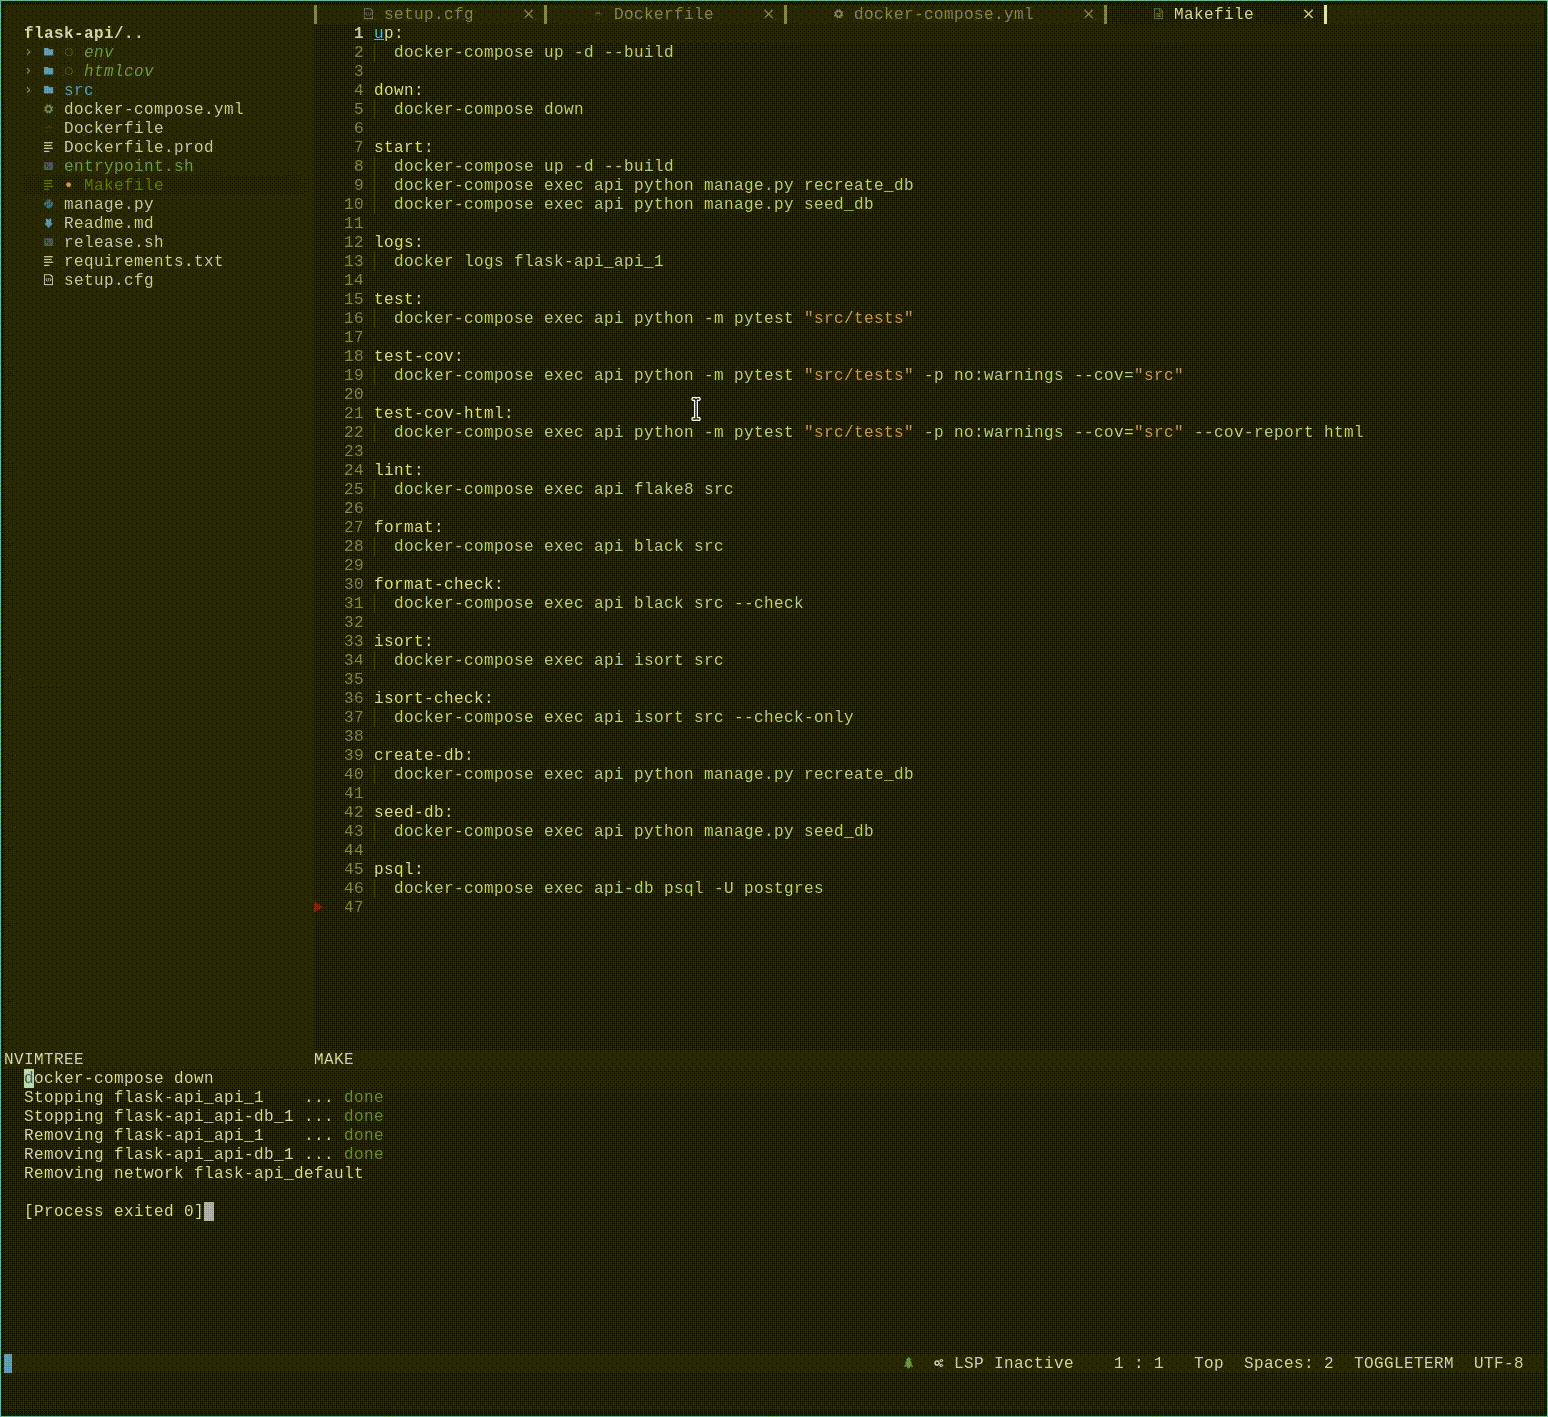 setup.cfg × Dockerfile × docker-compose.yml × Makefile ×
flask-api/..
env
htmlcov
src
docker-compose.yml
Dockerfile
Dockerfile.prod
entrypoint.sh
Makefile
manage.py
Readme.md
release.sh
requirements.txt
setup.cfg
1 up:
2 docker-compose up -d --build
3
4 down:
5 docker-compose down
6
7 start:
8 docker-compose up -d --build
9 docker-compose exec api python manage.py recreate_db
10 docker-compose exec api python manage.py seed_db
11
12 logs:
13 docker logs flask-api_api_1
14
15 test:
16 docker-compose exec api python -m pytest "src/tests"
17
18 test-cov:
19 docker-compose exec api python -m pytest "src/tests" -p no:warnings --cov="src"
20
21 test-cov-html:
22 docker-compose exec api python -m pytest "src/tests" -p no:warnings --cov="src" --cov-report html
23
24 lint:
25 docker-compose exec api flake8 src
26
27 format:
28 docker-compose exec api black src
29
30 format-check:
31 docker-compose exec api black src --check
32
33 isort:
34 docker-compose exec api isort src
35
36 isort-check:
37 docker-compose exec api isort src --check-only
38
39 create-db:
40 docker-compose exec api python manage.py recreate_db
41
42 seed-db:
43 docker-compose exec api python manage.py seed_db
44
45 psql:
46 docker-compose exec api-db psql -U postgres
47
NVIMTREE MAKE
docker-compose down
Stopping flask-api_api_1 ... done
Stopping flask-api_api-db_1 ... done
Removing flask-api_api_1 ... done
Removing flask-api_api-db_1 ... done
Removing network flask-api_default
[Process exited 0]
LSP Inactive 1 : 1 Top Spaces: 2 TOGGLETERM UTF-8